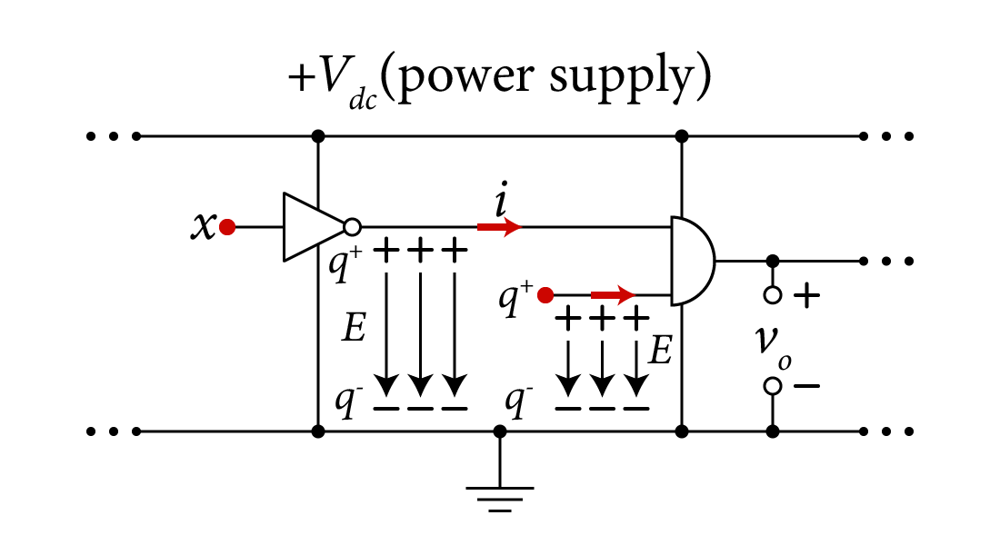 +V_dc(power supply)
x
i
q⁺ + + +
q⁺
E
+ + +
E
+
v_o
q⁻ − − −
q⁻ − − −
−